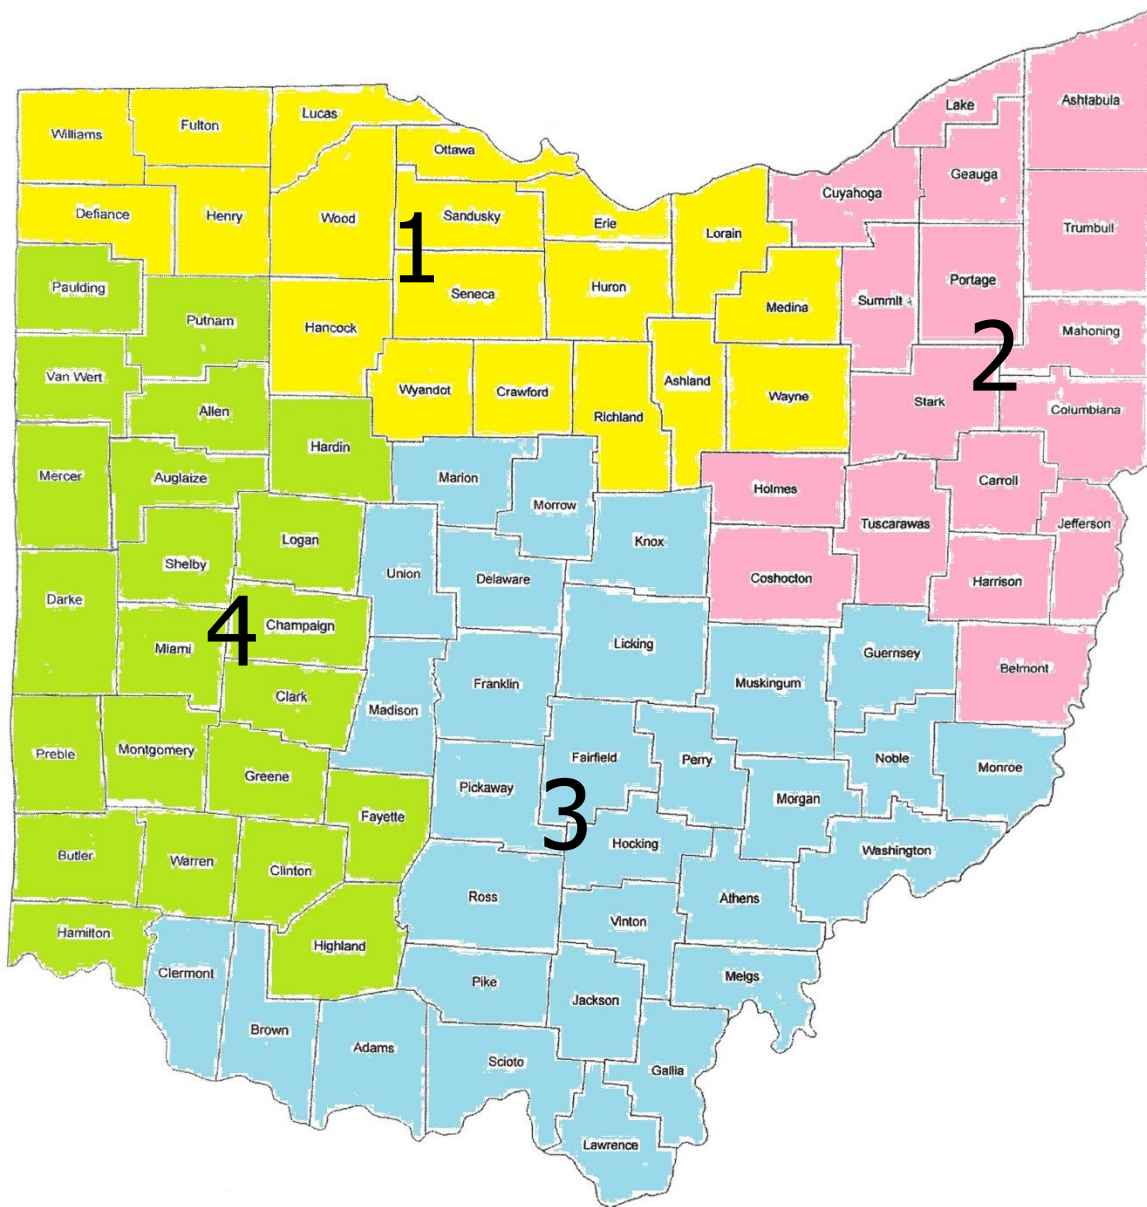 Lake
Ashtabula
Lucas
Fulton
Williams
Ottawa
Geauga
Cuyahoga
Defiance
Henry
Wood
Sandusky
Erie
Lorain
Trumbull
1
Paulding
Seneca
Huron
Medina
Summit
Portage
Putnam
Hancock
Mahoning
2
Van Wert
Wyandot
Crawford
Ashland
Wayne
Stark
Columbiana
Allen
Richland
Hardin
Mercer
Auglaize
Marion
Morrow
Holmes
Carroll
Tuscarawas
Jefferson
Logan
Knox
Shelby
Union
Delaware
Coshocton
Harrison
Darke
4
Champaign
Miami
Licking
Guernsey
Belmont
Clark
Franklin
Muskingum
Madison
Preble
Montgomery
Greene
Fairfield
Perry
Noble
Monroe
Pickaway
Morgan
3
Fayette
Hocking
Butler
Warren
Clinton
Washington
Ross
Athens
Vinton
Hamilton
Highland
Clermont
Pike
Meigs
Jackson
Brown
Adams
Scioto
Gallia
Lawrence